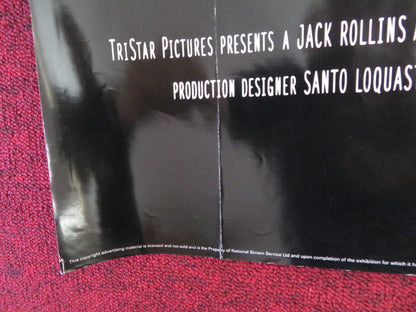 TriStar Pictures presents a JACK ROLLINS
production designer SANTO LOQUAST
This copyright advertising material is licensed and not sold and is the Property of National Screen Service Ltd and upon completion of the exhibition for which it h